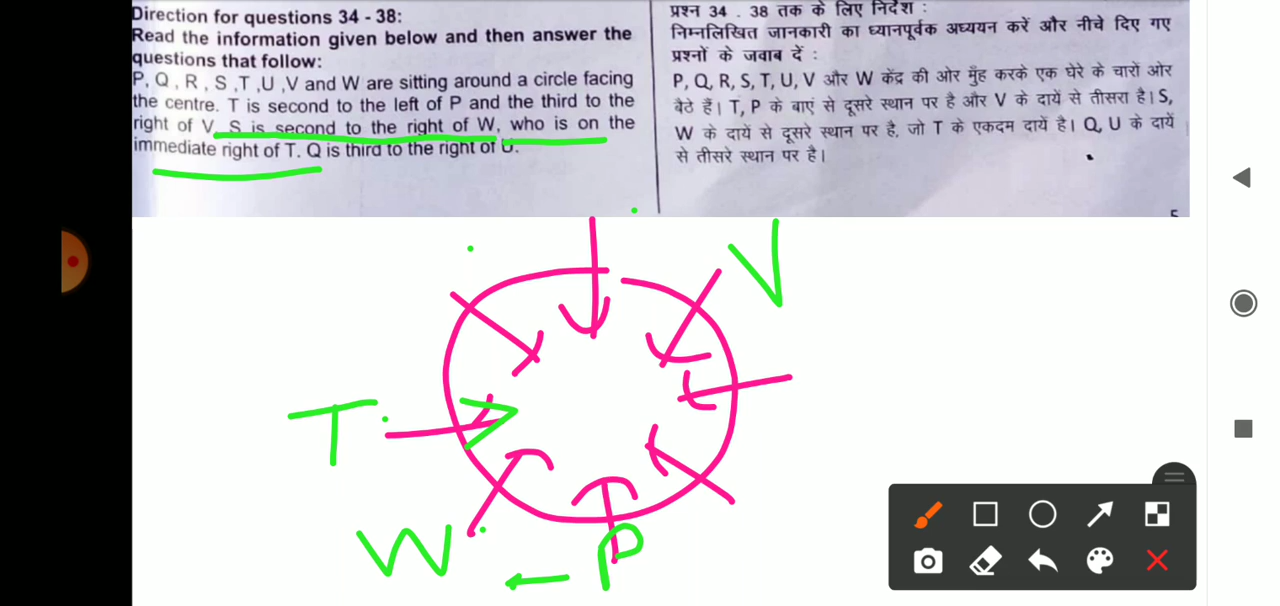 Direction for questions 34 - 38:
Read the information given below and then answer the
questions that follow:
P, Q , R , S ,T ,U ,V and W are sitting around a circle facing
the centre. T is second to the left of P and the third to the
right of V. S is second to the right of W, who is on the
immediate right of T. Q is third to the right of U.
प्रश्न 34 . 38 तक के लिए निर्देश :
निम्नलिखित जानकारी का ध्यानपूर्वक अध्ययन करें और नीचे दिए गए
प्रश्नों के जवाब दें :
P, Q, R, S, T, U, V और W केंद्र की ओर मुँह करके एक घेरे के चारों ओर
बैठे हैं। T, P के बाएं से दूसरे स्थान पर है और V के दायें से तीसरा है। S,
W के दायें से दूसरे स्थान पर है, जो T के एकदम दायें है। Q, U के दायें
से तीसरे स्थान पर है।
V
T
W
P